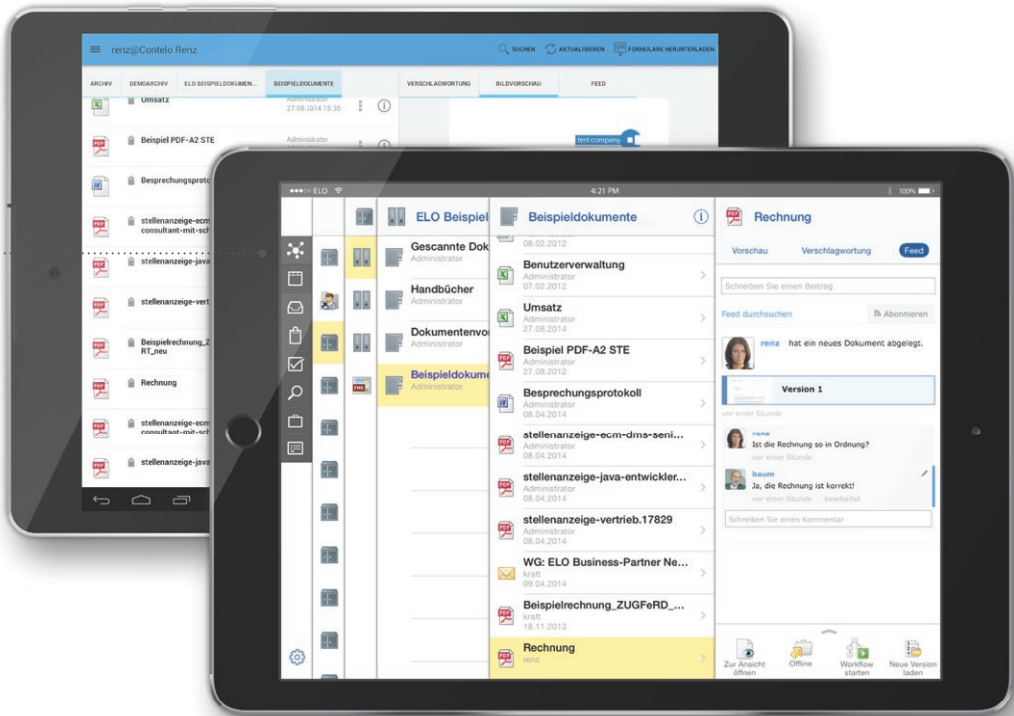 renz@Contelo Renz
SUCHEN
AKTUALISIEREN
FORMULARE HERUNTERLADEN
ARCHIV
DEMOARCHIV
ELO BEISPIELDOKUMEN...
BEISPIELDOKUMENTE
VERSCHLAGWORTUNG
BILDVORSCHAU
FEED
Umsatz
Administrator
27.08.2014 15:35
test company
Beispiel PDF-A2 STE
Administrator
Besprechungsproto
stellenanzeige-ecm
consultant-mit-sch
stellenanzeige-java
stellenanzeige-vert
Beispielrechnung_Z
RT_neu
Rechnung
stellenanzeige-ecm
consultant-mit-sch
stellenanzeige-java
ELO
4:21 PM
100%
ELO Beispiel
Gescannte Dok
Administrator
Handbücher
Administrator
Dokumentenvor
Administrator
Beispieldokume
Administrator
Beispieldokumente
08.02.2012
Benutzerverwaltung
Administrator
07.02.2012
Umsatz
Administrator
27.08.2014
Beispiel PDF-A2 STE
Administrator
27.08.2012
Besprechungsprotokoll
Administrator
08.04.2014
stellenanzeige-ecm-dms-seni...
Administrator
08.04.2014
stellenanzeige-java-entwickler...
Administrator
08.04.2014
stellenanzeige-vertrieb.17829
Administrator
08.04.2014
WG: ELO Business-Partner Ne...
kraft
09.04.2014
Beispielrechnung_ZUGFeRD_...
kraft
18.11.2013
Rechnung
renz
Rechnung
Vorschau
Verschlagwortung
Feed
Schreiben Sie einen Beitrag
Feed durchsuchen
Abonnieren
renz hat ein neues Dokument abgelegt.
Version 1
vor einer Stunde
renz
Ist die Rechnung so in Ordnung?
vor einer Stunde
baum
Ja, die Rechnung ist korrekt!
vor einer Stunde · bearbeitet
Schreiben Sie einen Kommentar
Zur Ansicht
öffnen
Offline
Workflow
starten
Neue Version
laden